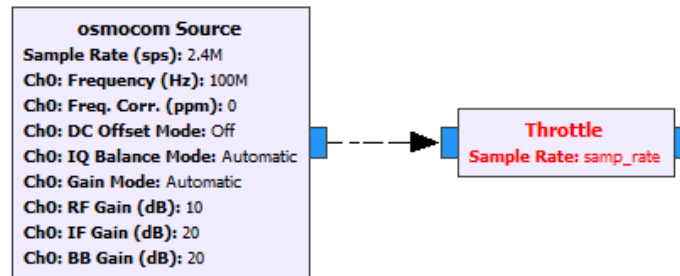 osmocom Source
Sample Rate (sps): 2.4M
Ch0: Frequency (Hz): 100M
Ch0: Freq. Corr. (ppm): 0
Ch0: DC Offset Mode: Off
Ch0: IQ Balance Mode: Automatic
Ch0: Gain Mode: Automatic
Ch0: RF Gain (dB): 10
Ch0: IF Gain (dB): 20
Ch0: BB Gain (dB): 20
Throttle
Sample Rate: samp_rate